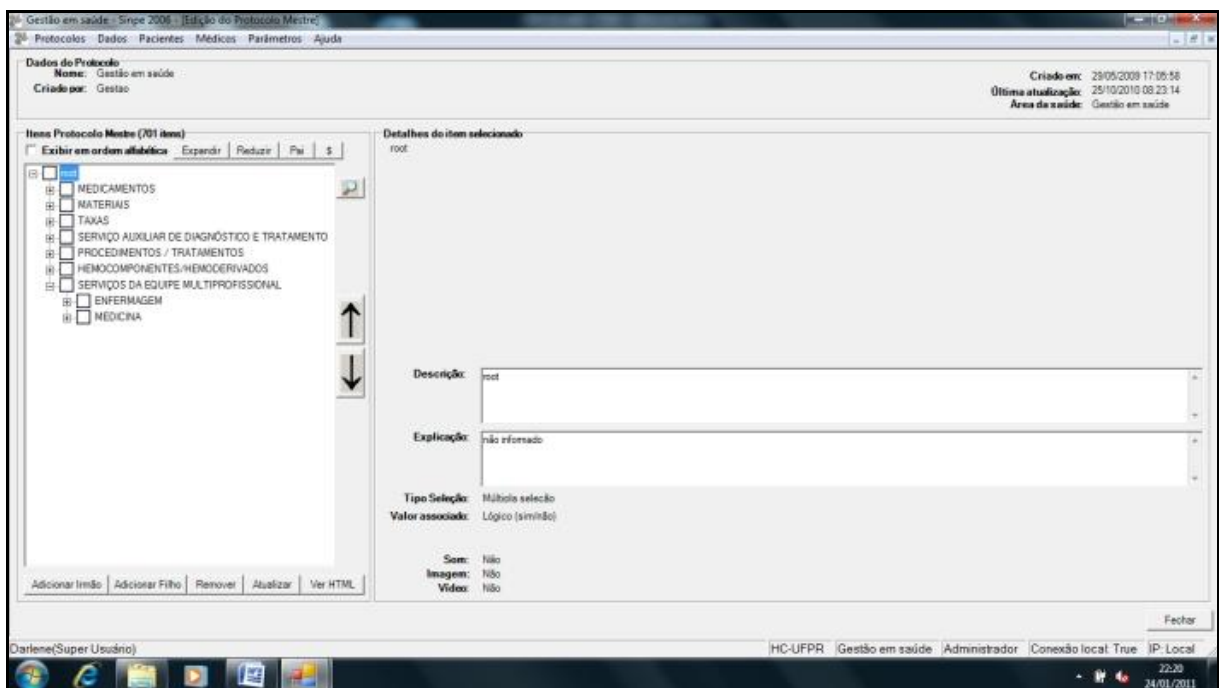 Gestão em saúde - Sinpe 2006 - [Edição do Protocolo Mestre]
Protocolos Dados Pacientes Médicos Parâmetros Ajuda
Dados do Protocolo
Nome: Gestão em saúde
Criado por: Gestao
Criado em: 29/05/2009 17:05:58
Última atualização: 25/10/2010 08:23:14
Área da saúde: Gestão em saúde
Itens Protocolo Mestre (701 itens)
Exibir em ordem alfabética Expandir Reduzir Pai $
root
MEDICAMENTOS
MATERIAIS
TAXAS
SERVIÇO AUXILIAR DE DIAGNÓSTICO E TRATAMENTO
PROCEDIMENTOS / TRATAMENTOS
HEMOCOMPONENTES/HEMODERIVADOS
SERVIÇOS DA EQUIPE MULTIPROFISSIONAL
ENFERMAGEM
MEDICINA
Adicionar Irmão Adicionar Filho Remover Atualizar Ver HTML
Detalhes do item selecionado
root
Descrição: root
Explicação: não informado
Tipo Seleção: Múltipla seleção
Valor associado: Lógico (sim/não)
Som: Não
Imagem: Não
Vídeo: Não
Fechar
Darlene(Super Usuário) HC-UFPR Gestão em saúde Administrador Conexão local: True IP: Local
22:20
24/01/2011